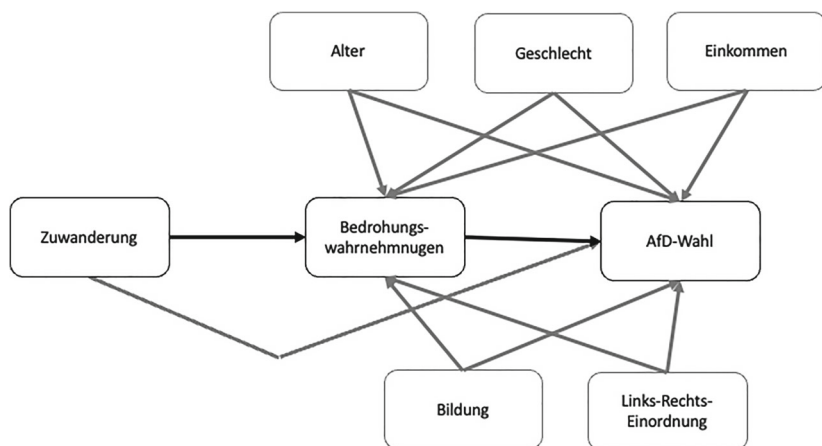 Alter
Geschlecht
Einkommen
Zuwanderung
Bedrohungs-
wahrnehmnugen
AfD-Wahl
Bildung
Links-Rechts-
Einordnung